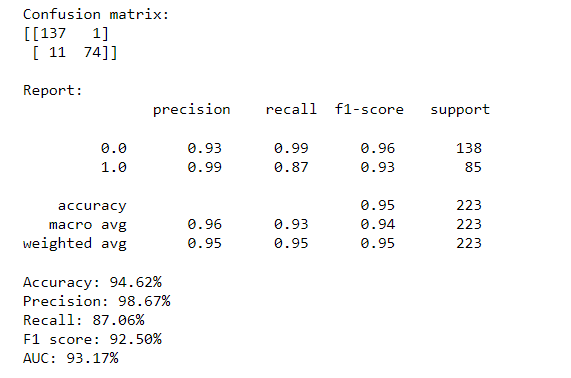 Confusion matrix:
[[137   1]
 [ 11  74]]
Report:
              precision    recall  f1-score   support
         0.0       0.93      0.99      0.96       138
         1.0       0.99      0.87      0.93        85
    accuracy                           0.95       223
   macro avg       0.96      0.93      0.94       223
weighted avg       0.95      0.95      0.95       223
Accuracy: 94.62%
Precision: 98.67%
Recall: 87.06%
F1 score: 92.50%
AUC: 93.17%